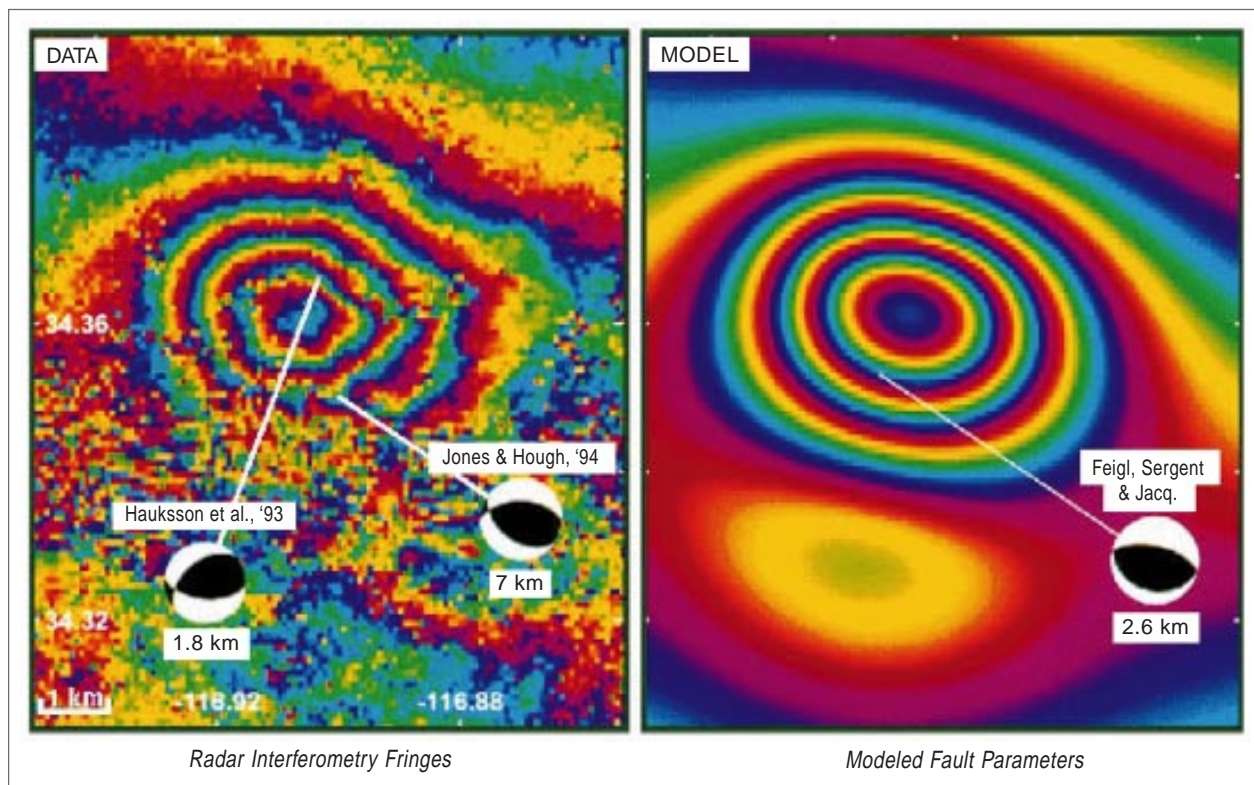 DATA
34.36
Jones & Hough, ‘94
Hauksson et al., ‘93
7 km
34.32
1.8 km
1 km
-116.92
-116.88
Radar Interferometry Fringes
MODEL
Feigl, Sergent
& Jacq.
2.6 km
Modeled Fault Parameters